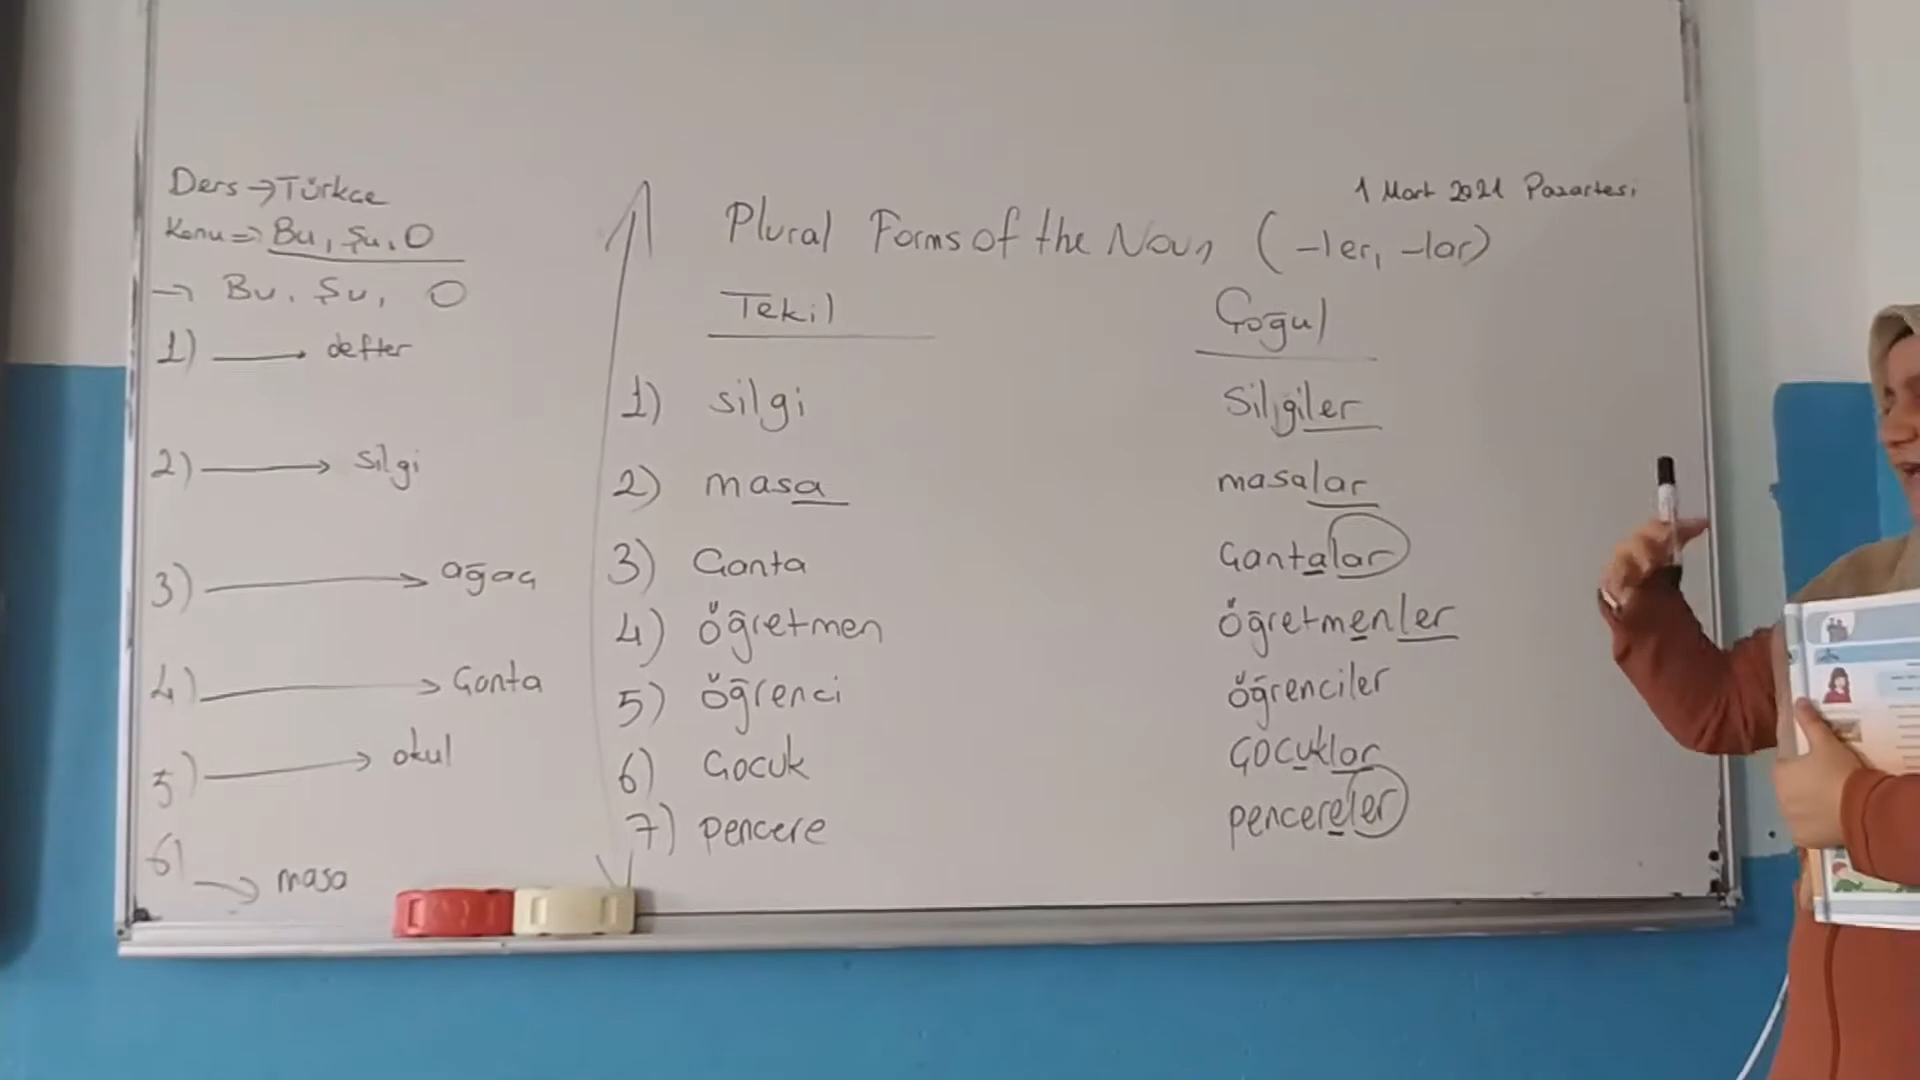 Ders → Türkçe
Konu => Bu, Şu, O
→ Bu, Şu, O
1) → defter
2) → silgi
3) → ağaç
4) → Çanta
5) → okul
6) → masa
1 Mart 2021 Pazartesi
Plural Forms of the Noun (-ler, -lar)
Tekil Çoğul
1) silgi Silgiler
2) masa masalar
3) Çanta Çantalar
4) öğretmen öğretmenler
5) öğrenci öğrenciler
6) Çocuk Çocuklar
7) pencere pencereler